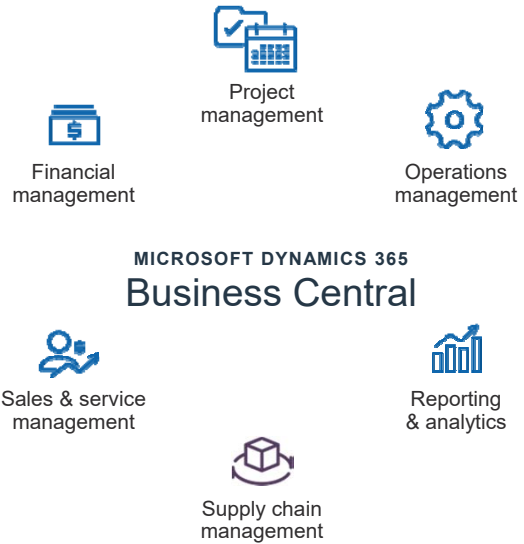 Project
management
Financial
management
Operations
management
MICROSOFT DYNAMICS 365
Business Central
Sales & service
management
Reporting
& analytics
Supply chain
management